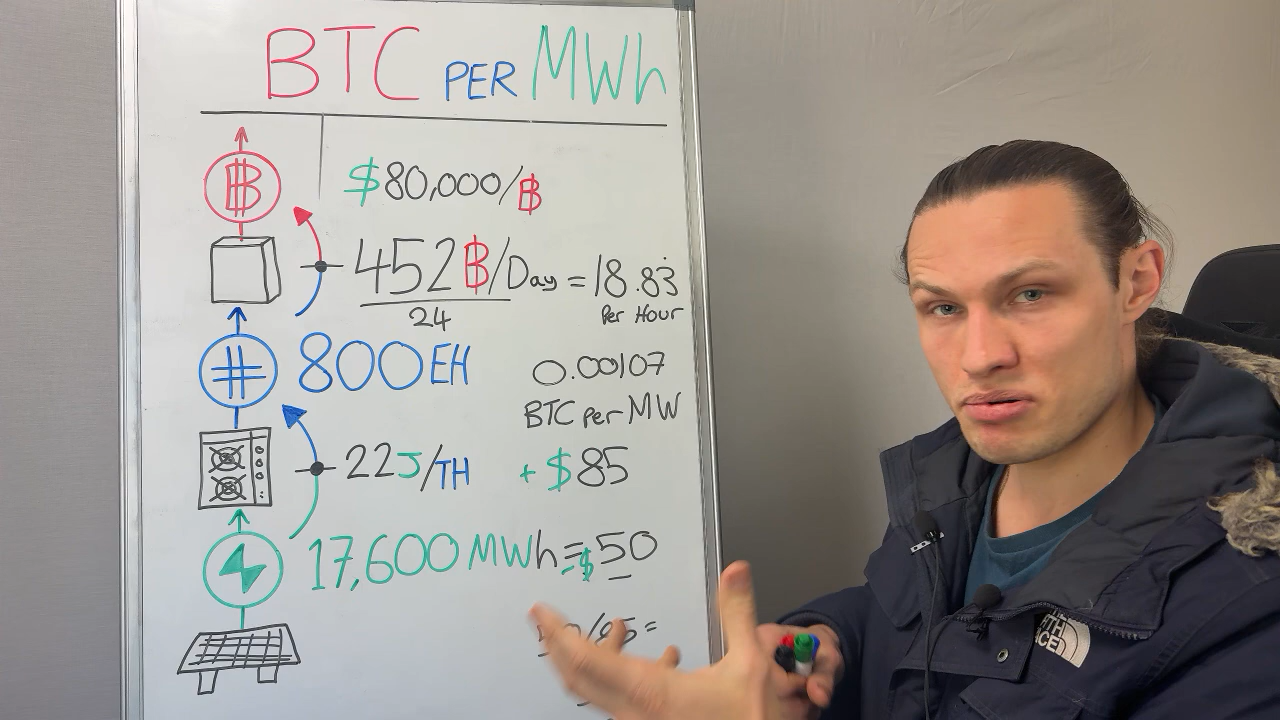 BTC PER MWh
$80,000/₿
452₿/Day = 18.83
24
Per Hour
800EH
0.00107
BTC per MW
22J/TH
+ $85
17,600 MWh = -$50
/85 =
NORTH
FACE